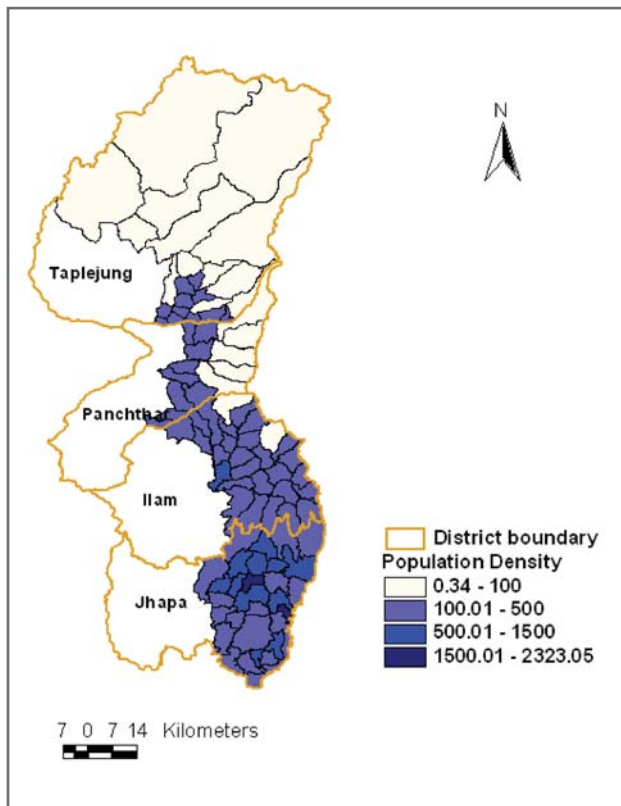 N
Taplejung
Panchthar
Ilam
Jhapa
District boundary
Population Density
0.34 - 100
100.01 - 500
500.01 - 1500
1500.01 - 2323.05
7 0 7 14 Kilometers